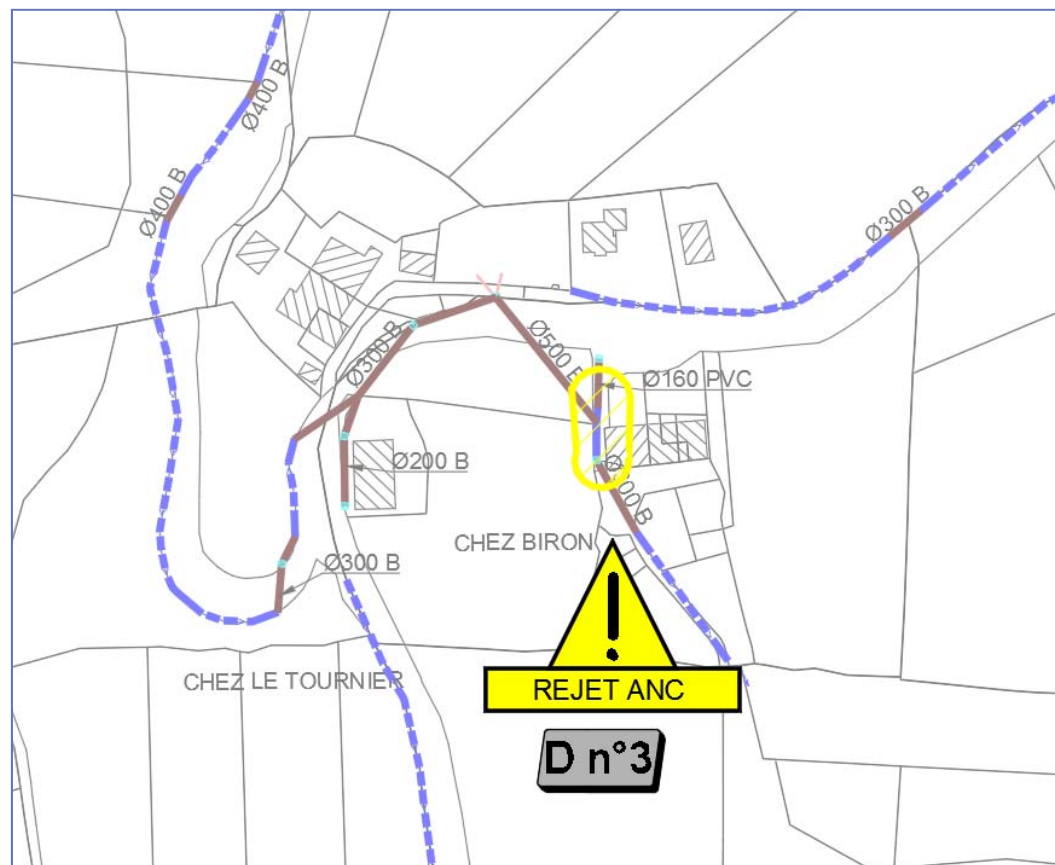 Ø400 B
Ø400 B
Ø300 B
Ø300 B
Ø500 B
Ø160 PVC
Ø200 B
CHEZ BIRON
Ø300 B
CHEZ LE TOURNIER
!
REJET ANC
D n°3